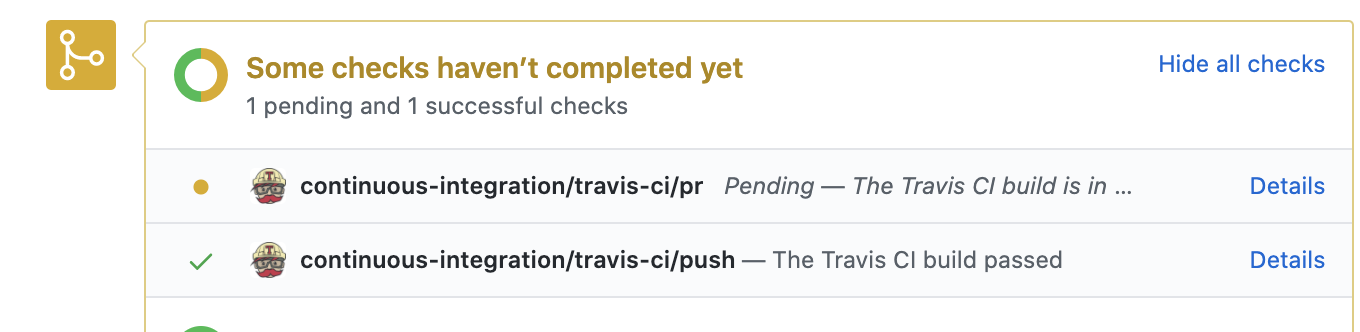 Some checks haven’t completed yet
Hide all checks
1 pending and 1 successful checks
continuous-integration/travis-ci/pr Pending — The Travis CI build is in ... Details
continuous-integration/travis-ci/push — The Travis CI build passed Details